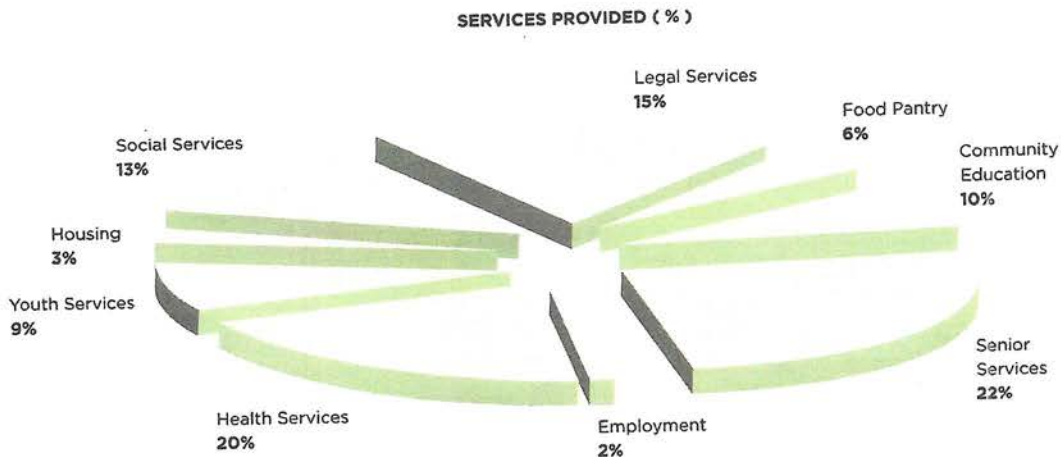 SERVICES PROVIDED ( % )
Legal Services
15%
Food Pantry
6%
Community
Education
10%
Senior
Services
22%
Employment
2%
Health Services
20%
Youth Services
9%
Housing
3%
Social Services
13%